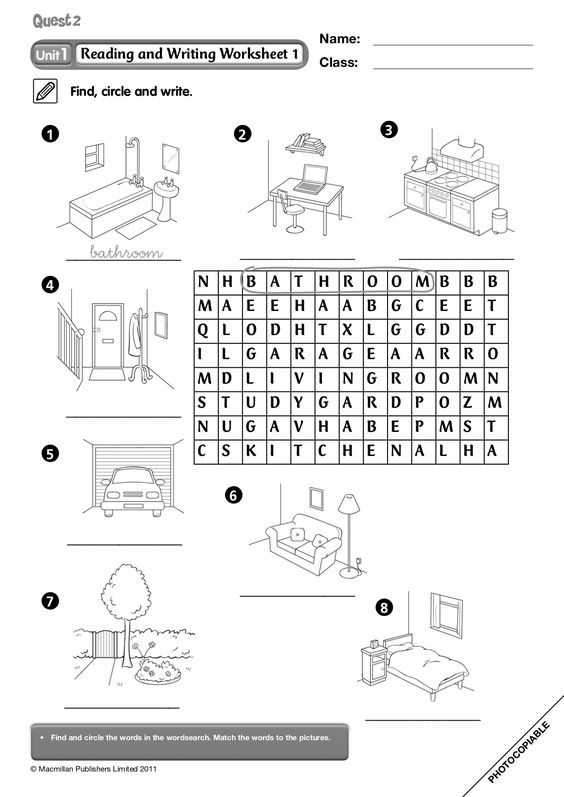 Quest 2
Unit 1 Reading and Writing Worksheet 1
Name:
Class:
Find, circle and write.
1
2
3
bathroom
4
N H B A T H R O O M B B B
M A E E H A A B G C E E T
Q L O D H T X L G G D D T
I L G A R A G E A A R R O
M D L I V I N G R O O M N
S T U D Y G A R D P O Z M
N U G A V H A B E P M S T
C S K I T C H E N A L H A
5
6
7
8
• Find and circle the words in the wordsearch. Match the words to the pictures.
© Macmillan Publishers Limited 2011
PHOTOCOPIABLE